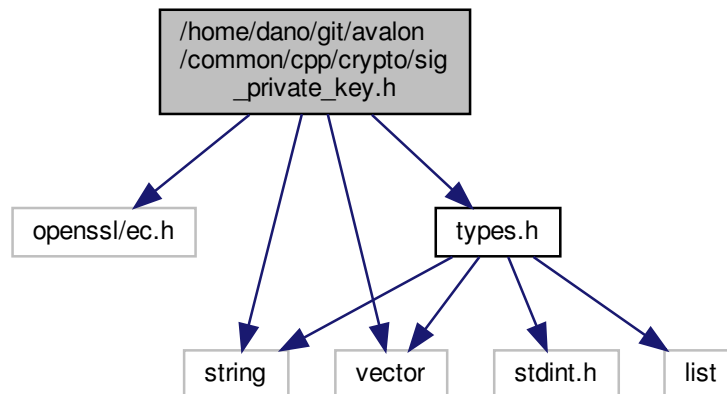 /home/dano/git/avalon
/common/cpp/crypto/sig
_private_key.h
openssl/ec.h
types.h
string
vector
stdint.h
list